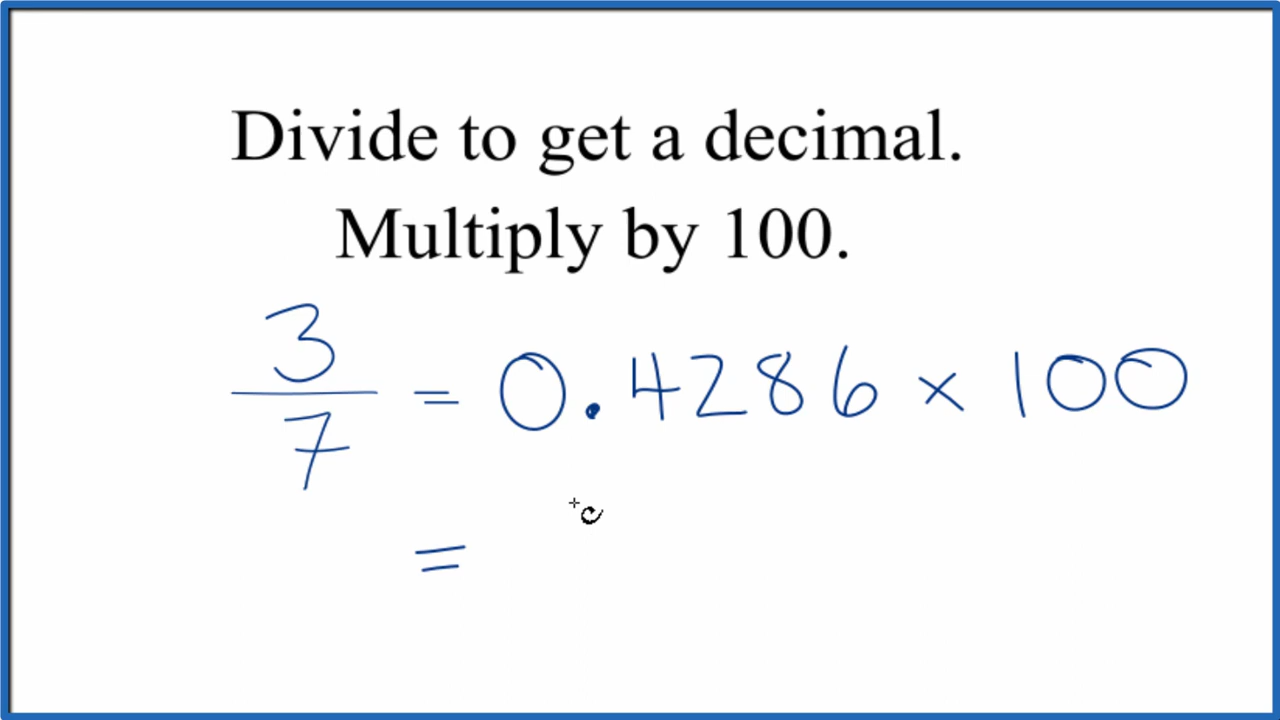 Divide to get a decimal.
Multiply by 100.
3
7
= 0.4286 × 100
=